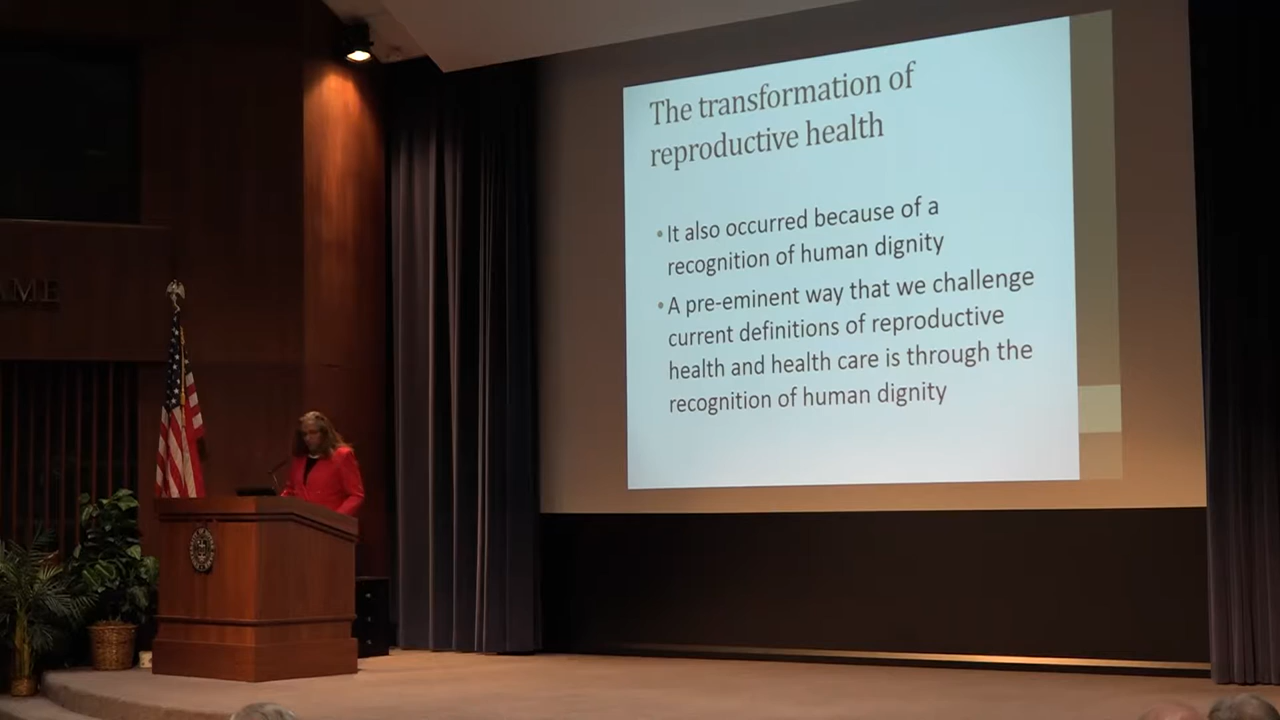 The transformation of
reproductive health
• It also occurred because of a
recognition of human dignity
• A pre-eminent way that we challenge
current definitions of reproductive
health and health care is through the
recognition of human dignity
AME